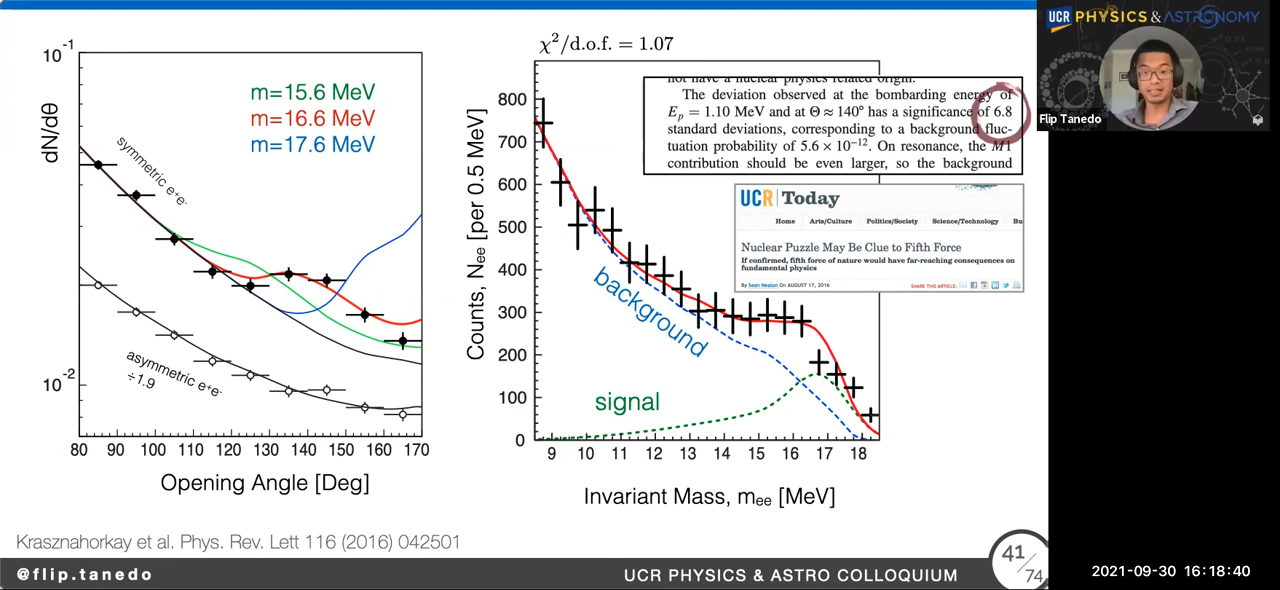 10⁻¹
m=15.6 MeV
m=16.6 MeV
m=17.6 MeV
dN/dθ
symmetric e⁺e⁻
asymmetric e⁺e⁻
÷1.9
10⁻²
80 90 100 110 120 130 140 150 160 170
Opening Angle [Deg]
χ²/d.o.f. = 1.07
Counts, Nₑₑ [per 0.5 MeV]
800
700
600
500
400
300
200
100
0
background
signal
9 10 11 12 13 14 15 16 17 18
Invariant Mass, mₑₑ [MeV]
not have a nuclear physics related origin.
The deviation observed at the bombarding energy of
Eₚ = 1.10 MeV and at Θ ≈ 140° has a significance of 6.8
standard deviations, corresponding to a background fluc-
tuation probability of 5.6 × 10⁻¹². On resonance, the M1
contribution should be even larger, so the background
UCR Today
Home Arts/Culture Politics/Society Science/Technology Bu
Nuclear Puzzle May Be Clue to Fifth Force
If confirmed, fifth force of nature would have far-reaching consequences on
fundamental physics
By Sean Nealon On AUGUST 17, 2016
SHARE THIS ARTICLE:
Krasznahorkay et al. Phys. Rev. Lett 116 (2016) 042501
@flip.tanedo
UCR PHYSICS & ASTRO COLLOQUIUM
41/74
UCR PHYSICS & ASTRONOMY
Flip Tanedo
2021-09-30 16:18:40